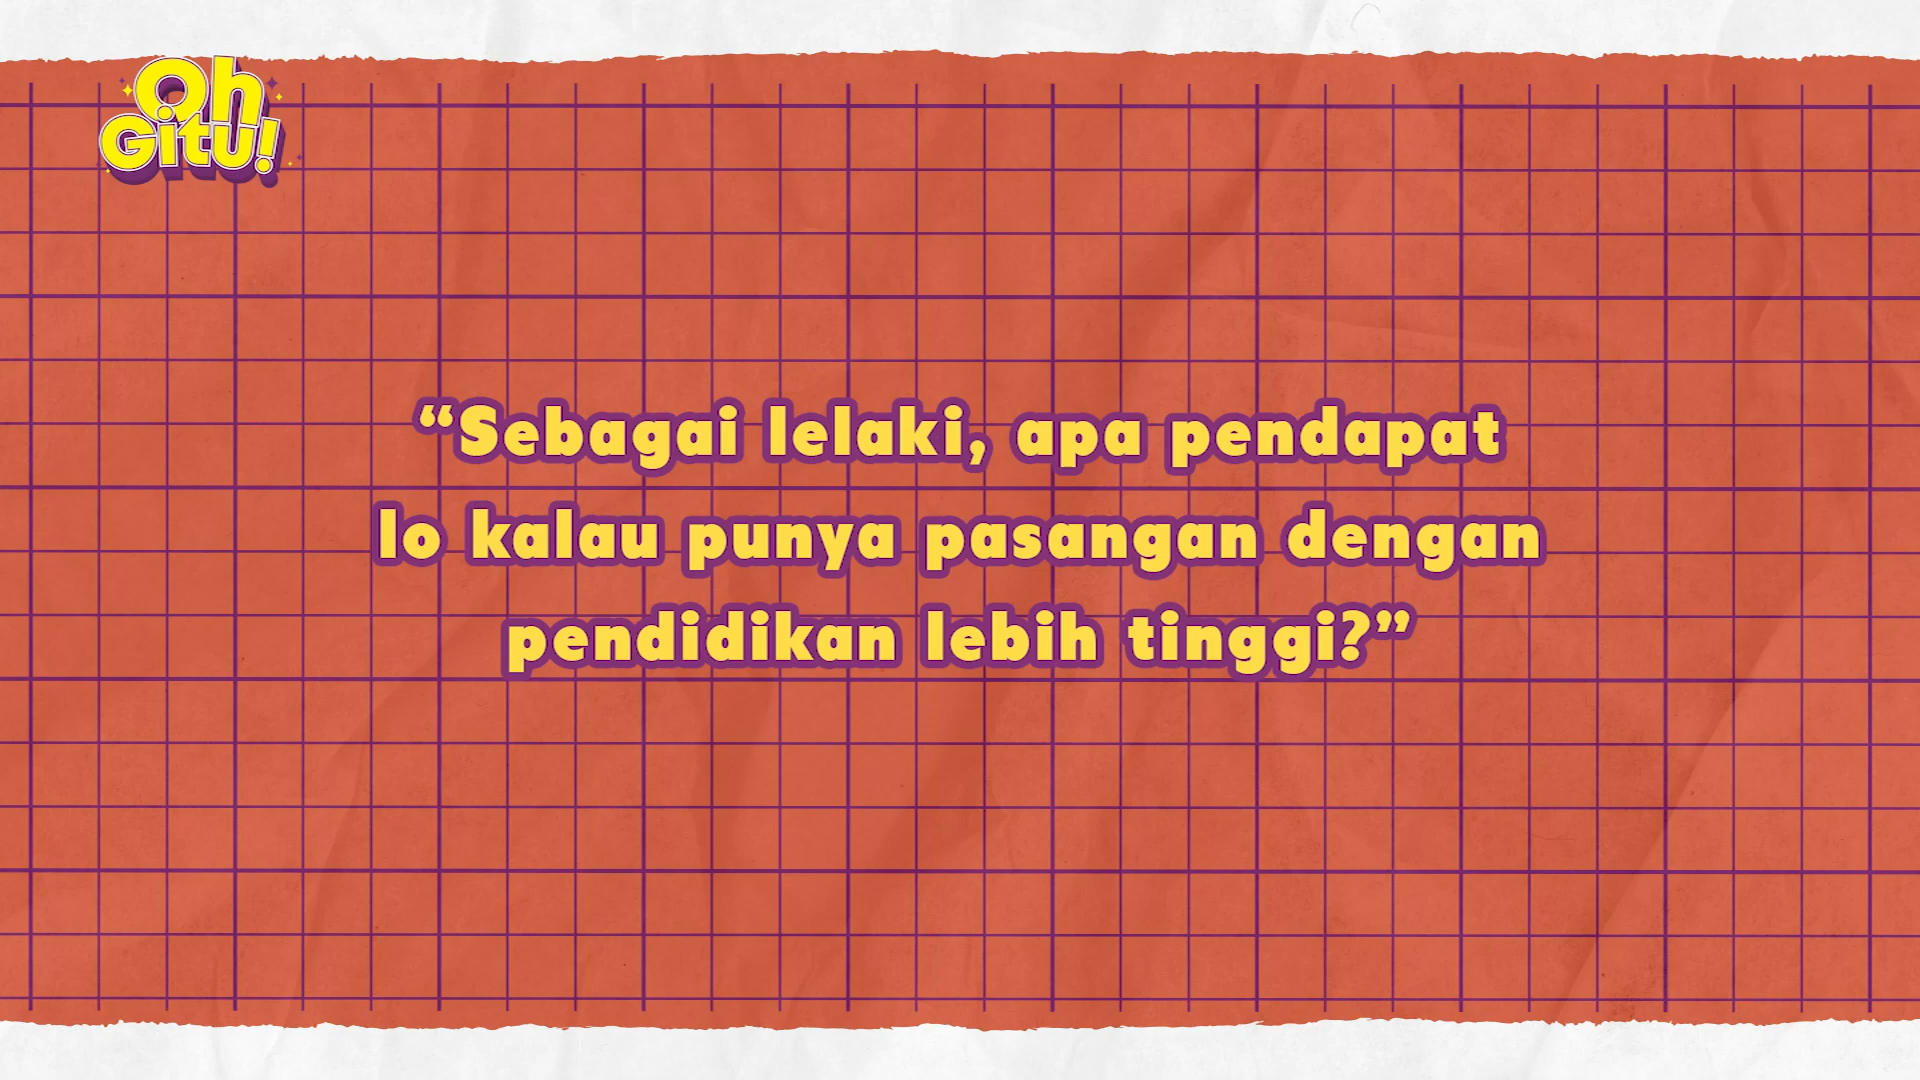 Oh
Gitu!
“Sebagai lelaki, apa pendapat
lo kalau punya pasangan dengan
pendidikan lebih tinggi?”